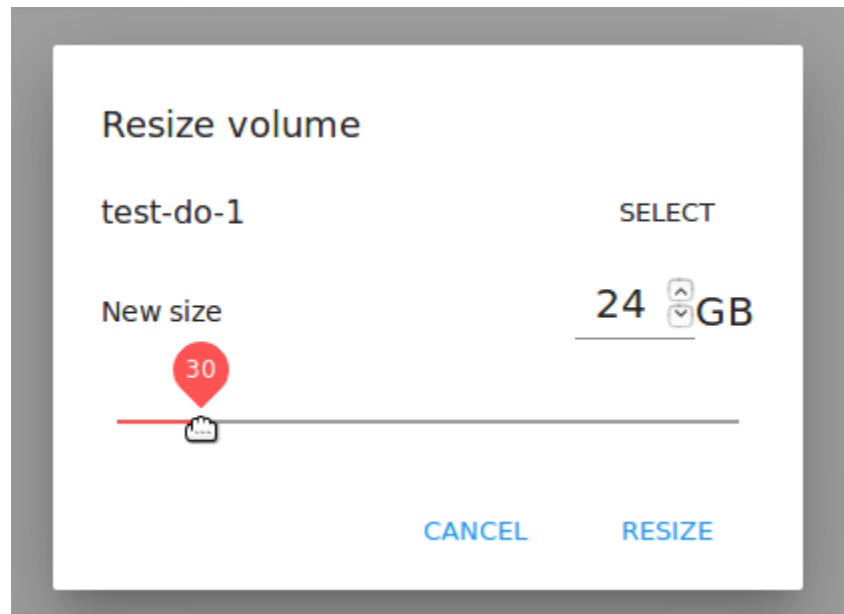 Resize volume
test-do-1 SELECT
New size 24 GB
30
CANCEL RESIZE